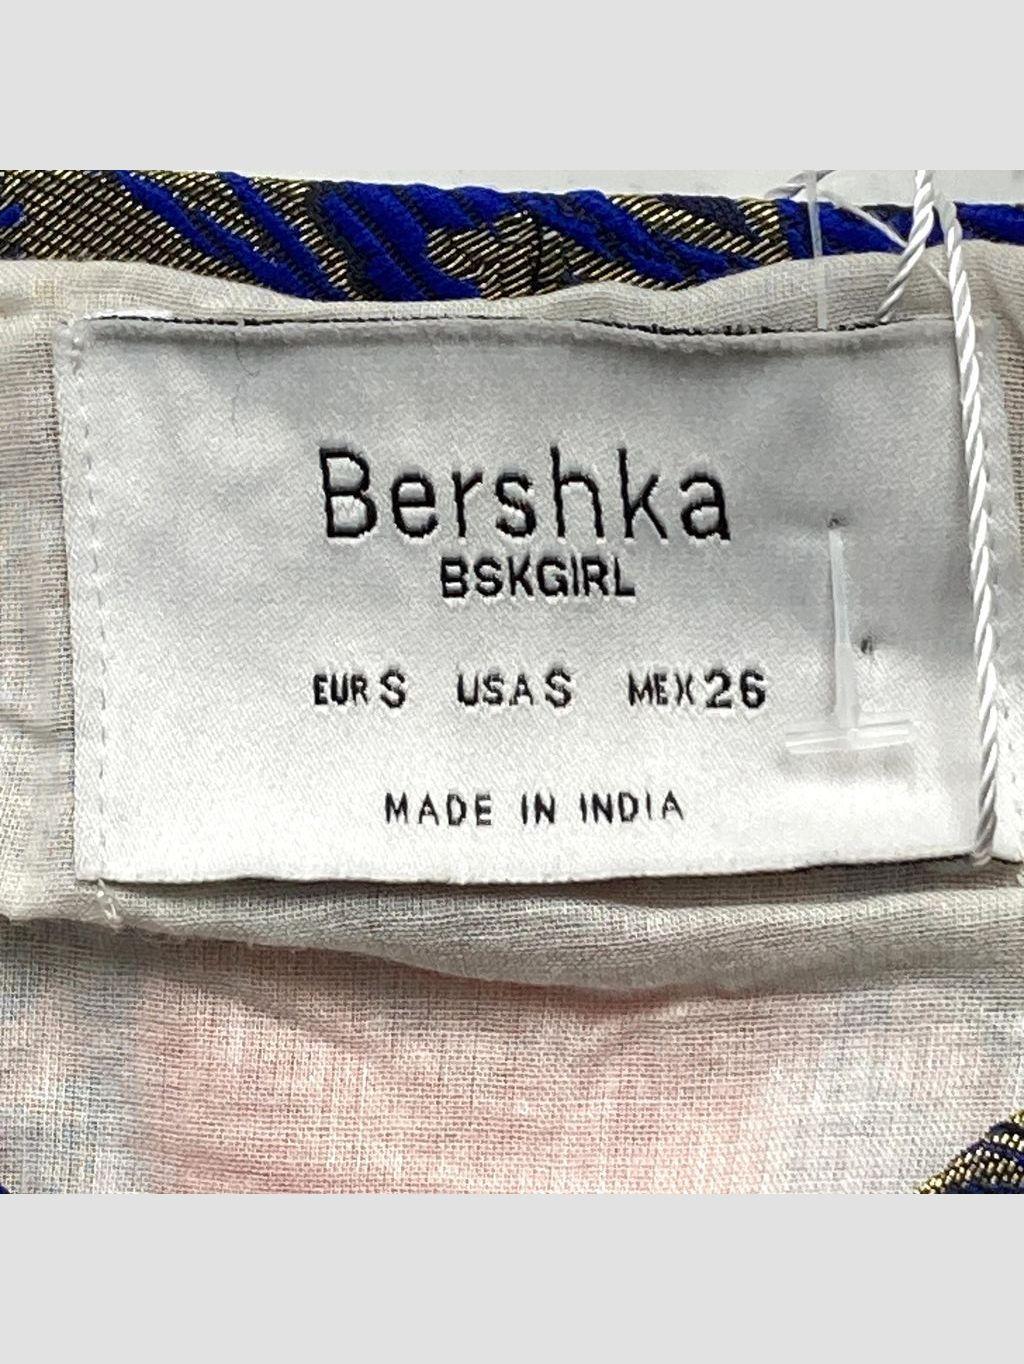 Bershka
BSKGIRL
EUR S USA S MEX 26
MADE IN INDIA